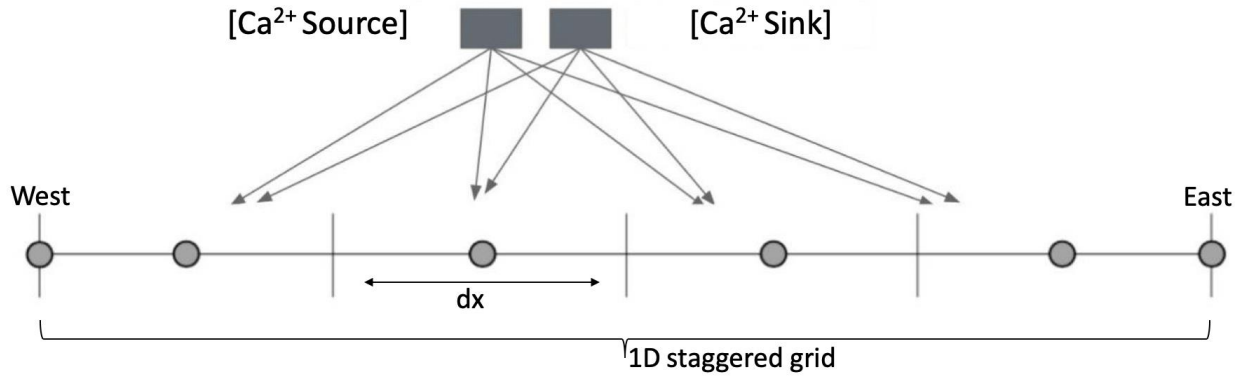 [Ca²⁺ Source] [Ca²⁺ Sink]
West East
dx
1D staggered grid